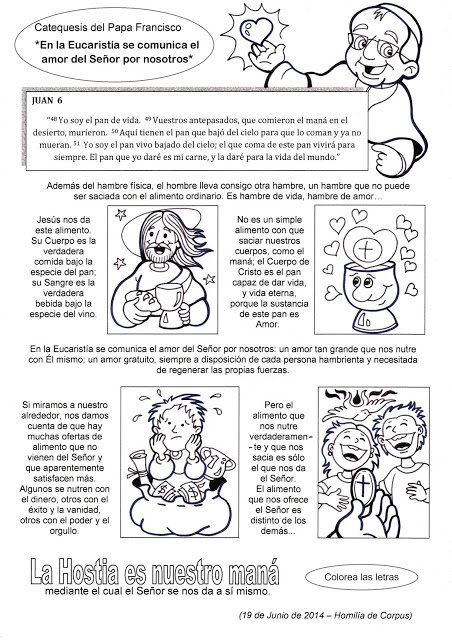 Catequesis del Papa Francisco
*En la Eucaristía se comunica el
amor del Señor por nosotros*
JUAN 6
"48 Yo soy el pan de vida. 49 Vuestros antepasados, que comieron el maná en el
desierto, murieron. 50 Aquí tienen el pan que bajó del cielo para que lo coman y ya no
mueran. 51 Yo soy el pan vivo bajado del cielo; el que coma de este pan vivirá para
siempre. El pan que yo daré es mi carne, y la daré para la vida del mundo."
Además del hambre física, el hombre lleva consigo otra hambre, un hambre que no puede
ser saciada con el alimento ordinario. Es hambre de vida, hambre de amor…
Jesús nos da
este alimento.
Su Cuerpo es la
verdadera
comida bajo la
especie del pan;
su Sangre es la
verdadera
bebida bajo la
especie del vino.
No es un simple
alimento con que
saciar nuestros
cuerpos, como el
maná; el Cuerpo de
Cristo es el pan
capaz de dar vida,
y vida eterna,
porque la sustancia
de este pan es
Amor.
En la Eucaristía se comunica el amor del Señor por nosotros: un amor tan grande que nos nutre
con Él mismo; un amor gratuito, siempre a disposición de cada persona hambrienta y necesitada
de regenerar las propias fuerzas.
Si miramos a nuestro
alrededor, nos damos
cuenta de que hay
muchas ofertas de
alimento que no
vienen del Señor y
que aparentemente
satisfacen más.
Algunos se nutren con
el dinero, otros con el
éxito y la vanidad,
otros con el poder y el
orgullo.
Pero el
alimento que
nos nutre
verdaderamen-
te y que nos
sacia es sólo
el que nos da
el Señor.
El alimento
que nos ofrece
el Señor es
distinto de los
demás…
La Hostia es nuestro maná
mediante el cual el Señor se nos da a sí mismo.
Colorea las letras
(19 de Junio de 2014 – Homilía de Corpus)